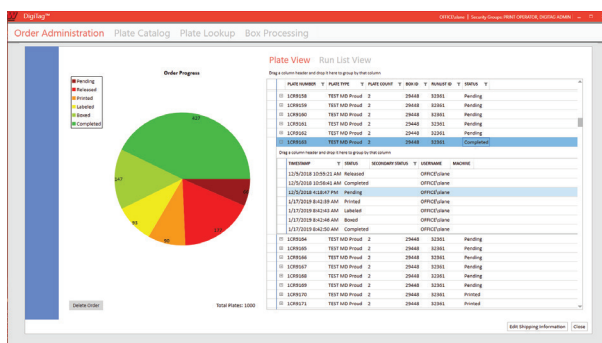 DigiTag™
OFFICE\slane | Security Groups: PRINT OPERATOR, DIGITAG ADMIN
Order Administration Plate Catalog Plate Lookup Box Processing
Plate View Run List View
Order Progress
Pending
Released
Printed
Labeled
Boxed
Completed
427
147
93
88
Delete Order
Total Plates: 1000
Drag a column header and drop it here to group by that column
PLATE NUMBER PLATE TYPE PLATE COUNT BOX ID RUNLIST ID STATUS
1CR9158 TEST MD Proud 2 29448 32361 Pending
1CR9159 TEST MD Proud 2 29448 32361 Pending
1CR9160 TEST MD Proud 2 29448 32361 Pending
1CR9161 TEST MD Proud 2 29448 32361 Pending
1CR9162 TEST MD Proud 2 29448 32361 Pending
1CR9163 TEST MD Proud 2 29448 32361 Completed
Drag a column header and drop it here to group by that column
TIMESTAMP STATUS SECONDARY STATUS USERNAME MACHINE
12/5/2018 10:55:21 AM Released OFFICE\slane
12/5/2018 10:56:41 AM Completed OFFICE\slane
12/5/2018 4:18:47 PM Pending OFFICE\slane
1/17/2019 8:42:39 AM Printed OFFICE\slane
1/17/2019 8:42:43 AM Labeled OFFICE\slane
1/17/2019 8:42:46 AM Boxed OFFICE\slane
1/17/2019 8:42:50 AM Completed OFFICE\slane
1CR9164 TEST MD Proud 2 29448 32361 Pending
1CR9165 TEST MD Proud 2 29448 32361 Pending
1CR9166 TEST MD Proud 2 29448 32361 Pending
1CR9167 TEST MD Proud 2 29448 32361 Pending
1CR9168 TEST MD Proud 2 29448 32361 Pending
1CR9169 TEST MD Proud 2 29448 32361 Pending
1CR9170 TEST MD Proud 2 29448 32361 Printed
1CR9171 TEST MD Proud 2 29448 32361 Printed
Edit Shipping Information Close